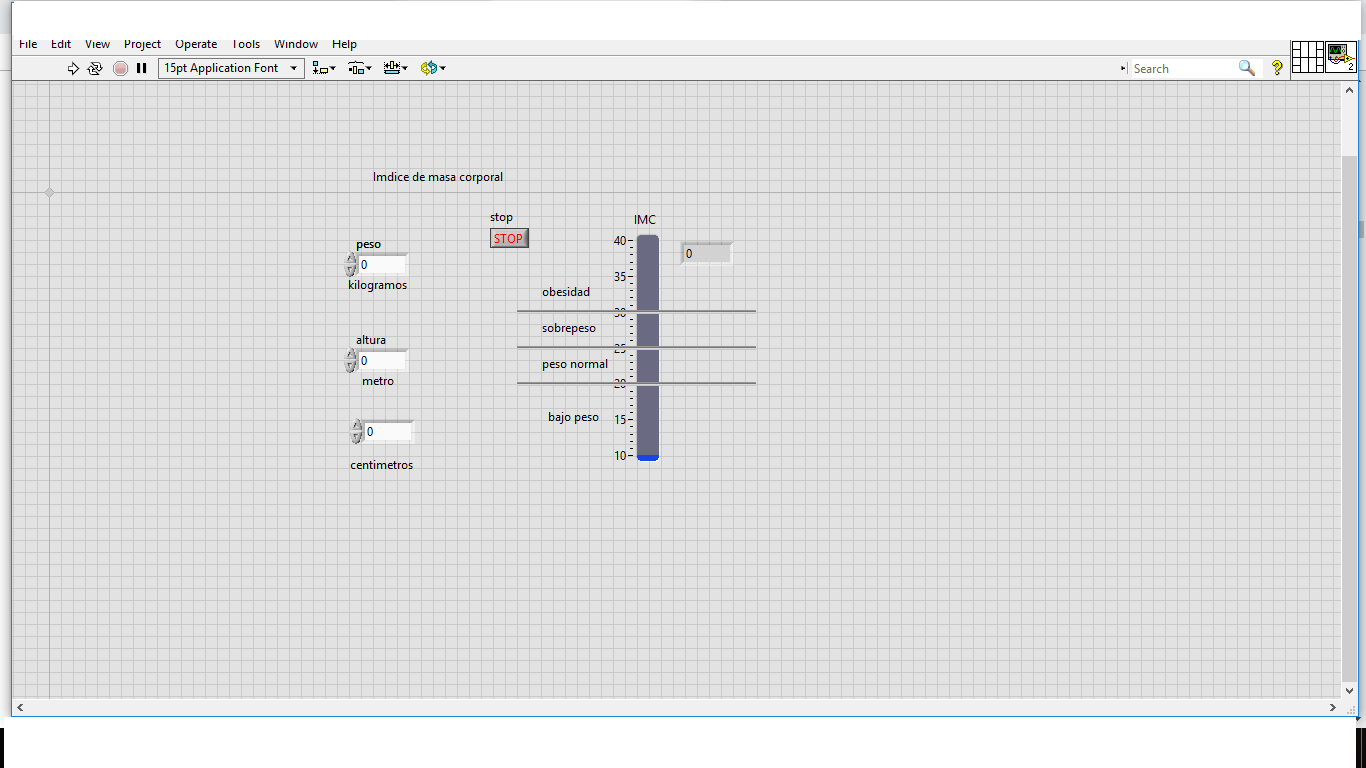 File Edit View Project Operate Tools Window Help
15pt Application Font
Search
2
Imdice de masa corporal
stop
STOP
IMC
peso
0
kilogramos
altura
0
metro
0
centimetros
40
0
35
obesidad
30
sobrepeso
25
peso normal
20
bajo peso
15
10